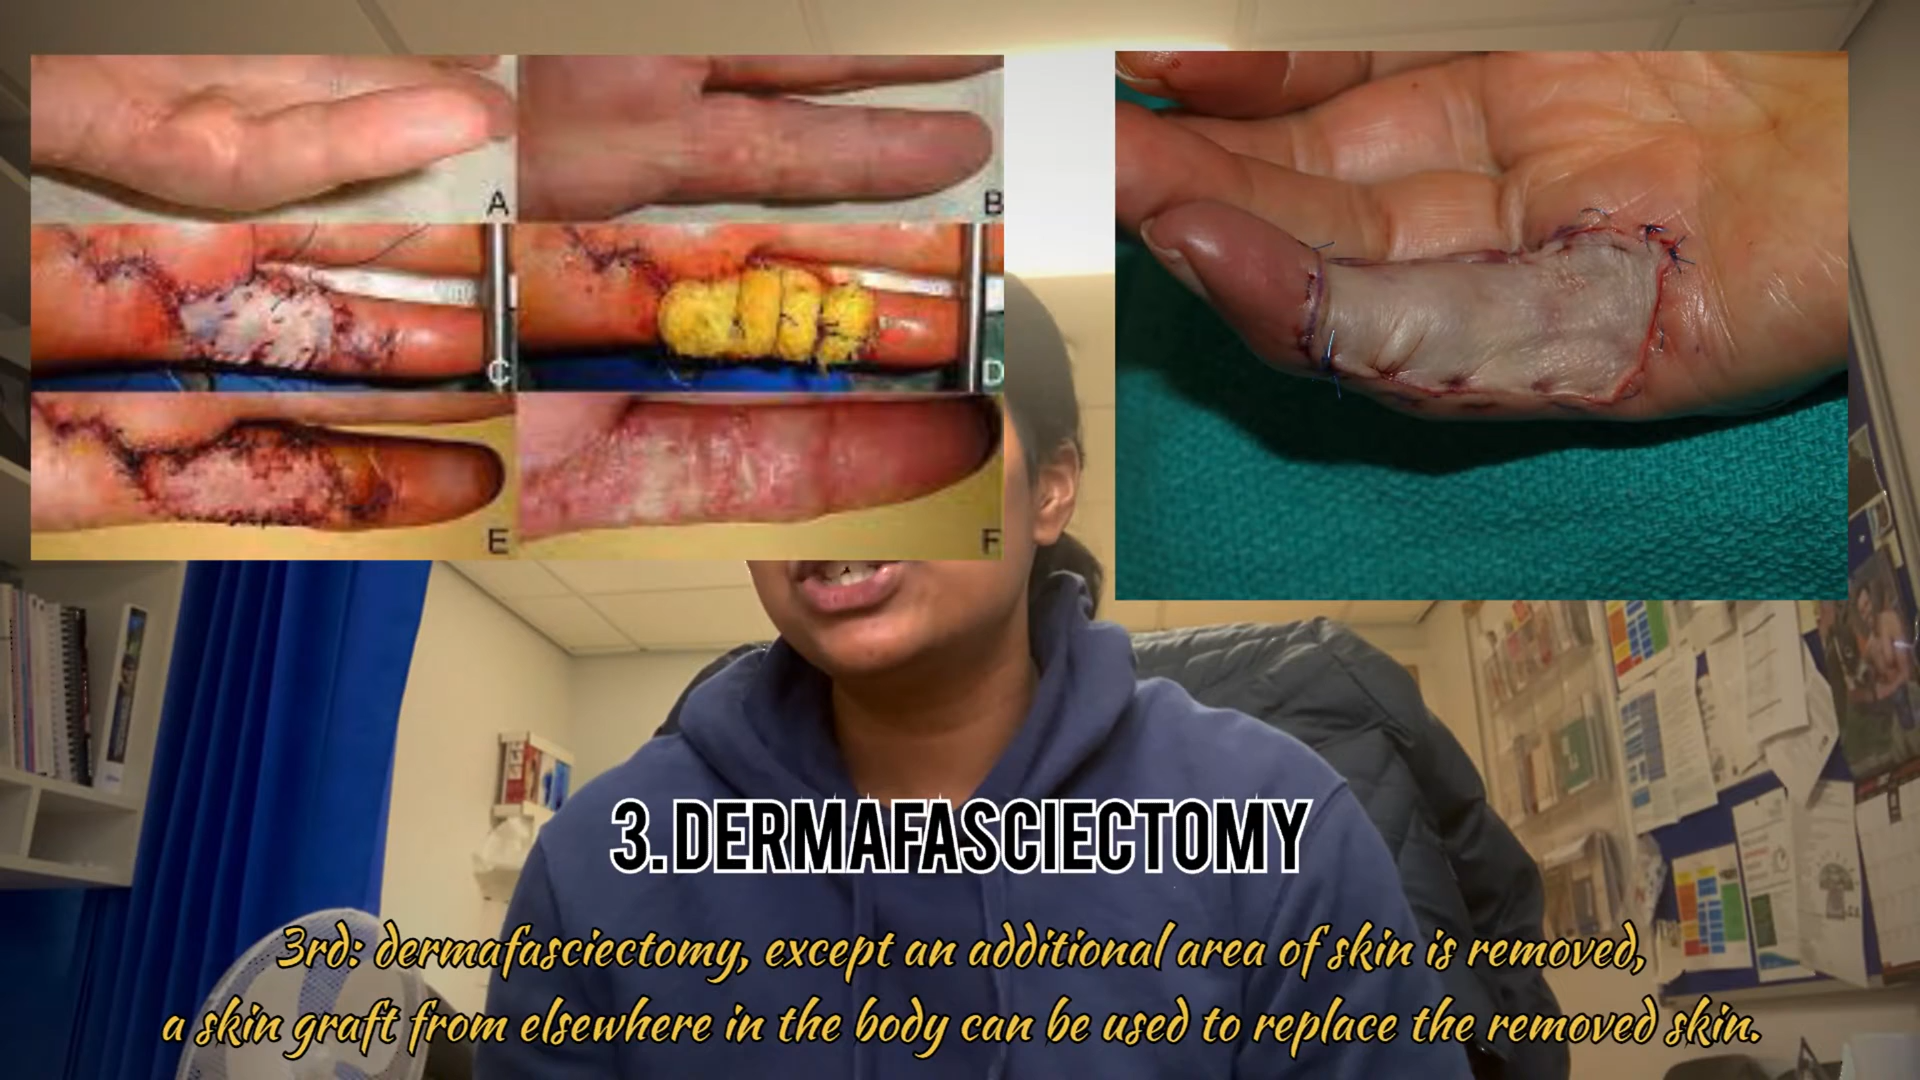 A
B
C
D
E
F
3. DERMAFASCIECTOMY
3rd: dermafasciectomy, except an additional area of skin is removed,
a skin graft from elsewhere in the body can be used to replace the removed skin.